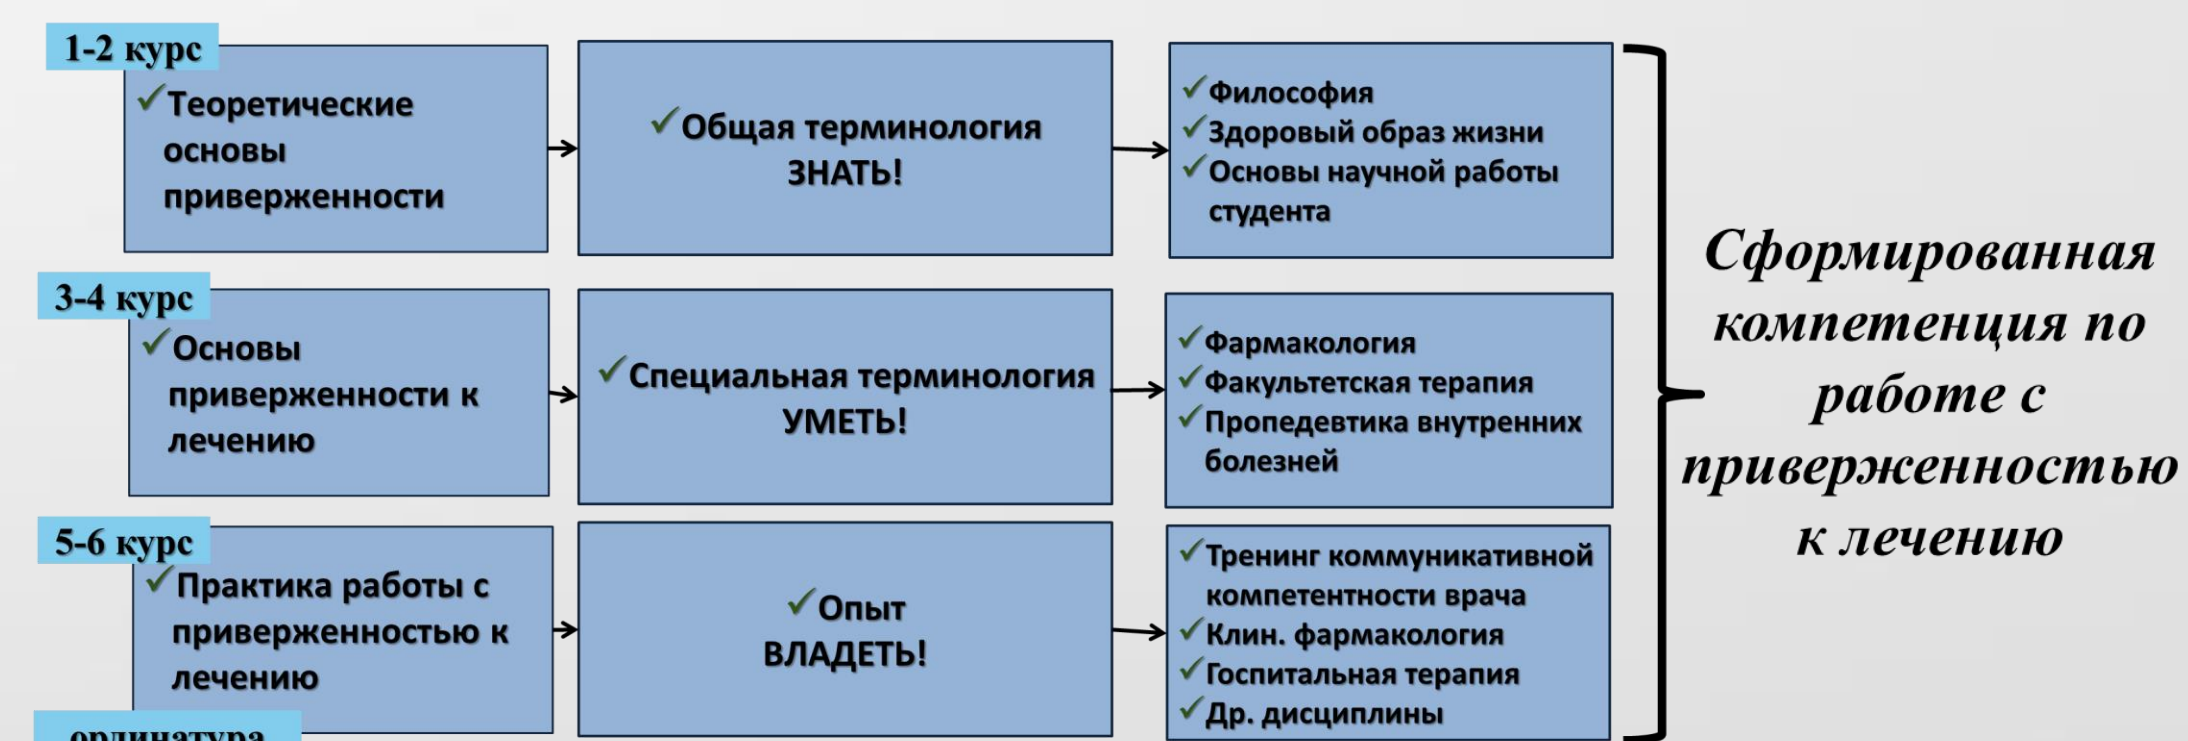 1-2 курс
✓Теоретические
основы
приверженности
✓Общая терминология
ЗНАТЬ!
✓Философия
✓Здоровый образ жизни
✓Основы научной работы
студента
3-4 курс
✓Основы
приверженности к
лечению
✓Специальная терминология
УМЕТЬ!
✓Фармакология
✓Факультетская терапия
✓Пропедевтика внутренних
болезней
5-6 курс
✓Практика работы с
приверженностью к
лечению
✓Опыт
ВЛАДЕТЬ!
✓Тренинг коммуникативной
компетентности врача
✓Клин. фармакология
✓Госпитальная терапия
✓Др. дисциплины
ординатура
Сформированная
компетенция по
работе с
приверженностью
к лечению